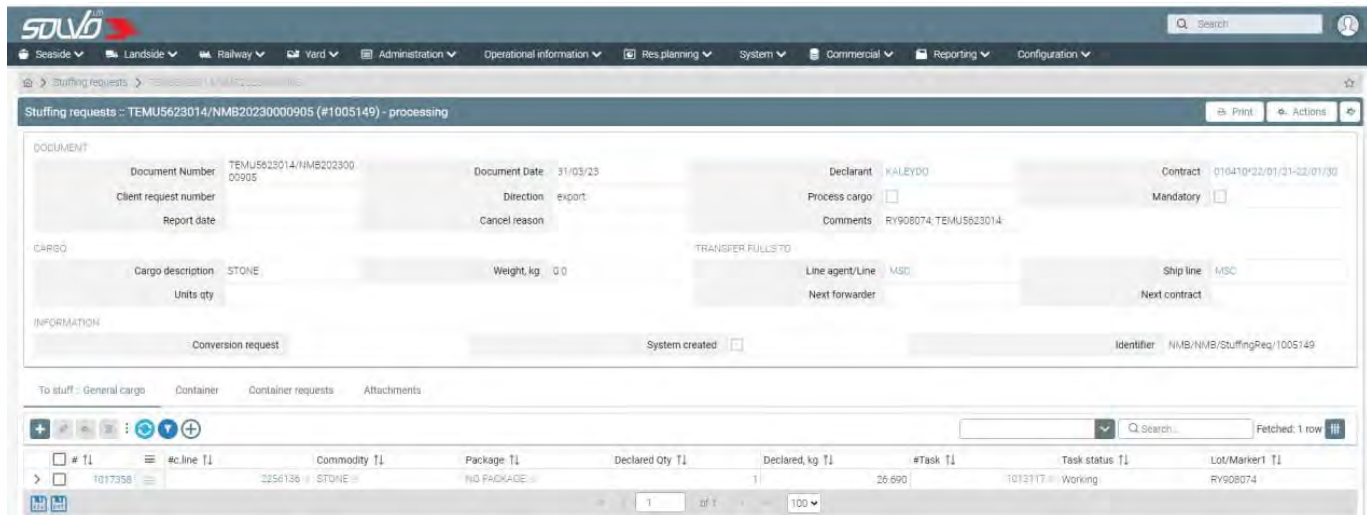 SOLVO
Search
Seaside Landside Railway Yard Administration Operational information Res.planning System Commercial Reporting Configuration
Stuffing requests
Stuffing requests :: TEMU5623014/NMB20230000905 (#1005149) - processing Print Actions
DOCUMENT
Document Number TEMU5623014/NMB20230000905 Document Date 31/03/23 Declarant KALEYDO Contract 010410*22/01/21-22/01/30
Client request number Direction export Process cargo Mandatory
Report date Cancel reason Comments RY908074; TEMU5623014;
CARGO TRANSFER FULLS TO
Cargo description STONE Weight, kg 0.0 Line agent/Line MSC Ship line MSC
Units qty Next forwarder Next contract
INFORMATION
Conversion request System created Identifier NMB/NMB/StuffingReq/1005149
To stuff :: General cargo Container Container requests Attachments
Search... Fetched: 1 row
# #c.line Commodity Package Declared Qty Declared, kg #Task Task status Lot/Marker1
1017358 2256136 STONE NO PACKAGE 1 26 690 1013117 Working RY908074
1 of 1 100